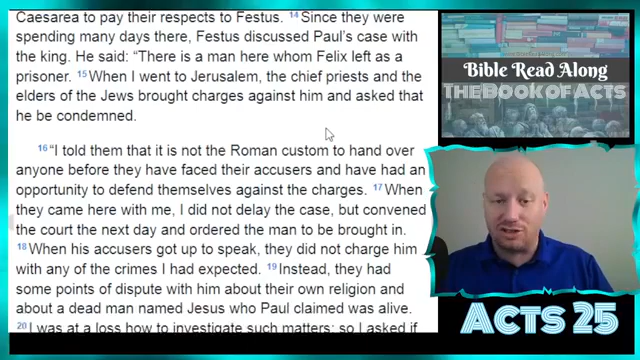 Caesarea to pay their respects to Festus. 14 Since they were
spending many days there, Festus discussed Paul's case with
the king. He said: "There is a man here whom Felix left as a
prisoner. 15 When I went to Jerusalem, the chief priests and the
elders of the Jews brought charges against him and asked that
he be condemned.
16 "I told them that it is not the Roman custom to hand over
anyone before they have faced their accusers and have had an
opportunity to defend themselves against the charges. 17 When
they came here with me, I did not delay the case, but convened
the court the next day and ordered the man to be brought in.
18 When his accusers got up to speak, they did not charge him
with any of the crimes I had expected. 19 Instead, they had
some points of dispute with him about their own religion and
about a dead man named Jesus who Paul claimed was alive.
20 I was at a loss how to investigate such matters; so I asked if
Bible Read Along
The Book of Acts
Acts 25